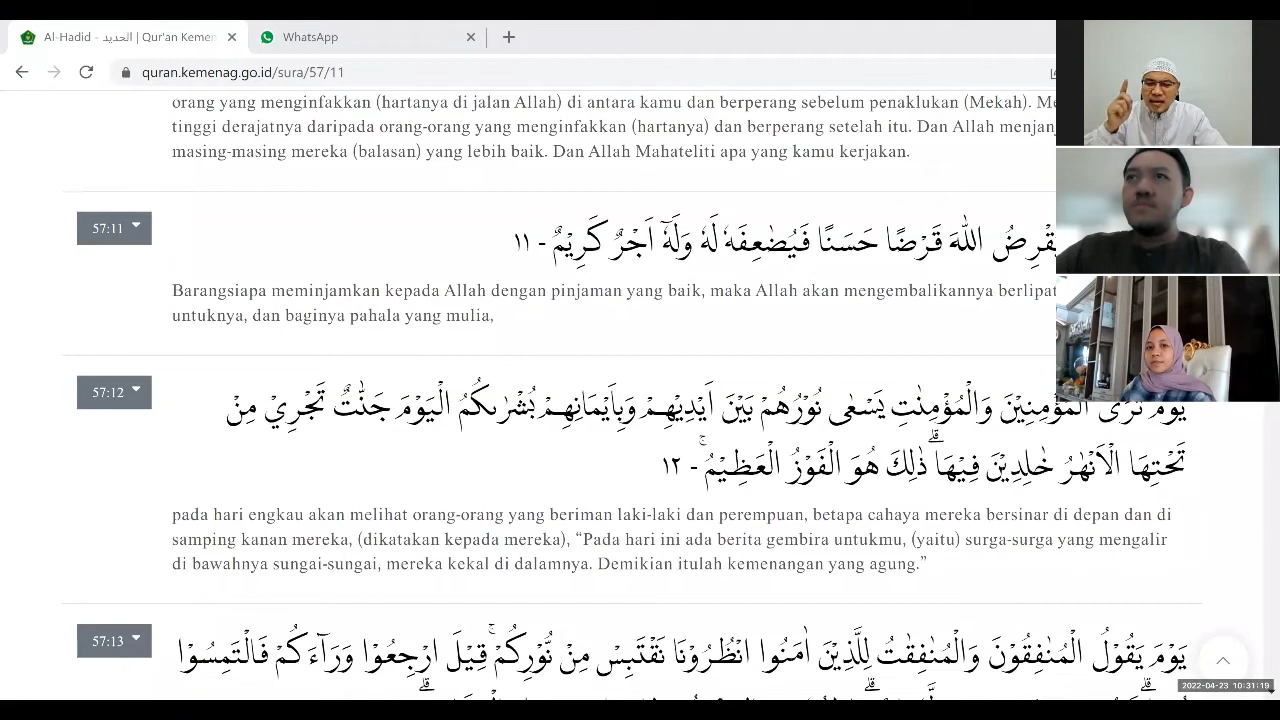 Al-Hadid - الحديد | Qur'an Kemen
WhatsApp
quran.kemenag.go.id/sura/57/11
orang yang menginfakkan (hartanya di jalan Allah) di antara kamu dan berperang sebelum penaklukan (Mekah). Me
tinggi derajatnya daripada orang-orang yang menginfakkan (hartanya) dan berperang setelah itu. Dan Allah menjanj
masing-masing mereka (balasan) yang lebih baik. Dan Allah Mahateliti apa yang kamu kerjakan.
57:11
يُقْرِضُ اللّٰهَ قَرْضًا حَسَنًا فَيُضٰعِفَهٗ لَهٗ وَلَهٗٓ اَجْرٌ كَرِيْمٌ - ١١
Barangsiapa meminjamkan kepada Allah dengan pinjaman yang baik, maka Allah akan mengembalikannya berlipat
untuknya, dan baginya pahala yang mulia,
57:12
يَوْمَ تَرَى الْمُؤْمِنِيْنَ وَالْمُؤْمِنٰتِ يَسْعٰى نُوْرُهُمْ بَيْنَ اَيْدِيْهِمْ وَبِاَيْمَانِهِمْ بُشْرٰىكُمُ الْيَوْمَ جَنّٰتٌ تَجْرِيْ مِنْ
تَحْتِهَا الْاَنْهٰرُ خٰلِدِيْنَ فِيْهَاۗ ذٰلِكَ هُوَ الْفَوْزُ الْعَظِيْمُۚ - ١٢
pada hari engkau akan melihat orang-orang yang beriman laki-laki dan perempuan, betapa cahaya mereka bersinar di depan dan di
samping kanan mereka, (dikatakan kepada mereka), “Pada hari ini ada berita gembira untukmu, (yaitu) surga-surga yang mengalir
di bawahnya sungai-sungai, mereka kekal di dalamnya. Demikian itulah kemenangan yang agung.”
57:13
يَوْمَ يَقُوْلُ الْمُنٰفِقُوْنَ وَالْمُنٰفِقٰتُ لِلَّذِيْنَ اٰمَنُوا انْظُرُوْنَا نَقْتَبِسْ مِنْ نُّوْرِكُمْۚ قِيْلَ ارْجِعُوْا وَرَاۤءَكُمْ فَالْتَمِسُوْا
2022-04-23 10:31:19